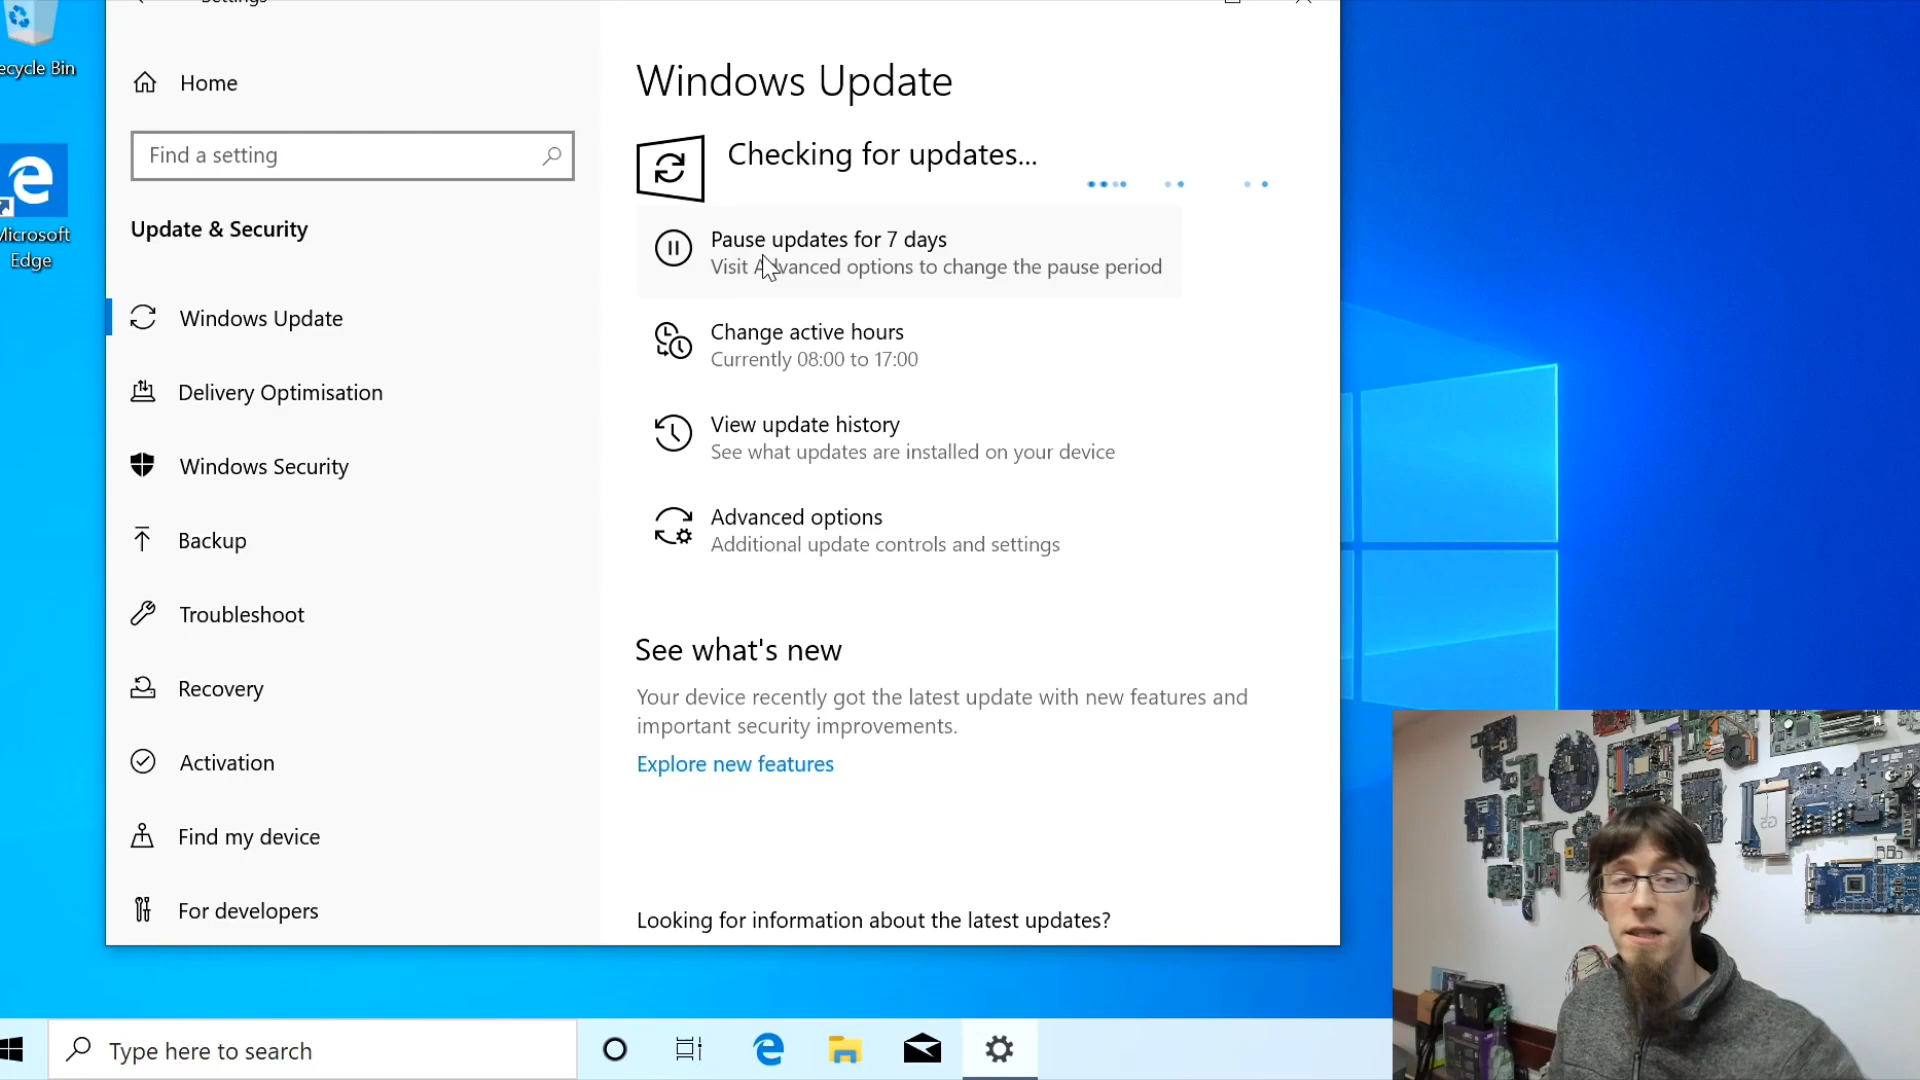 Settings
ecycle Bin
Microsoft
Edge
Home
Find a setting
Update & Security
Windows Update
Delivery Optimisation
Windows Security
Backup
Troubleshoot
Recovery
Activation
Find my device
For developers
Windows Update
Checking for updates...
Pause updates for 7 days
Visit Advanced options to change the pause period
Change active hours
Currently 08:00 to 17:00
View update history
See what updates are installed on your device
Advanced options
Additional update controls and settings
See what's new
Your device recently got the latest update with new features and
important security improvements.
Explore new features
Looking for information about the latest updates?
G5
Type here to search